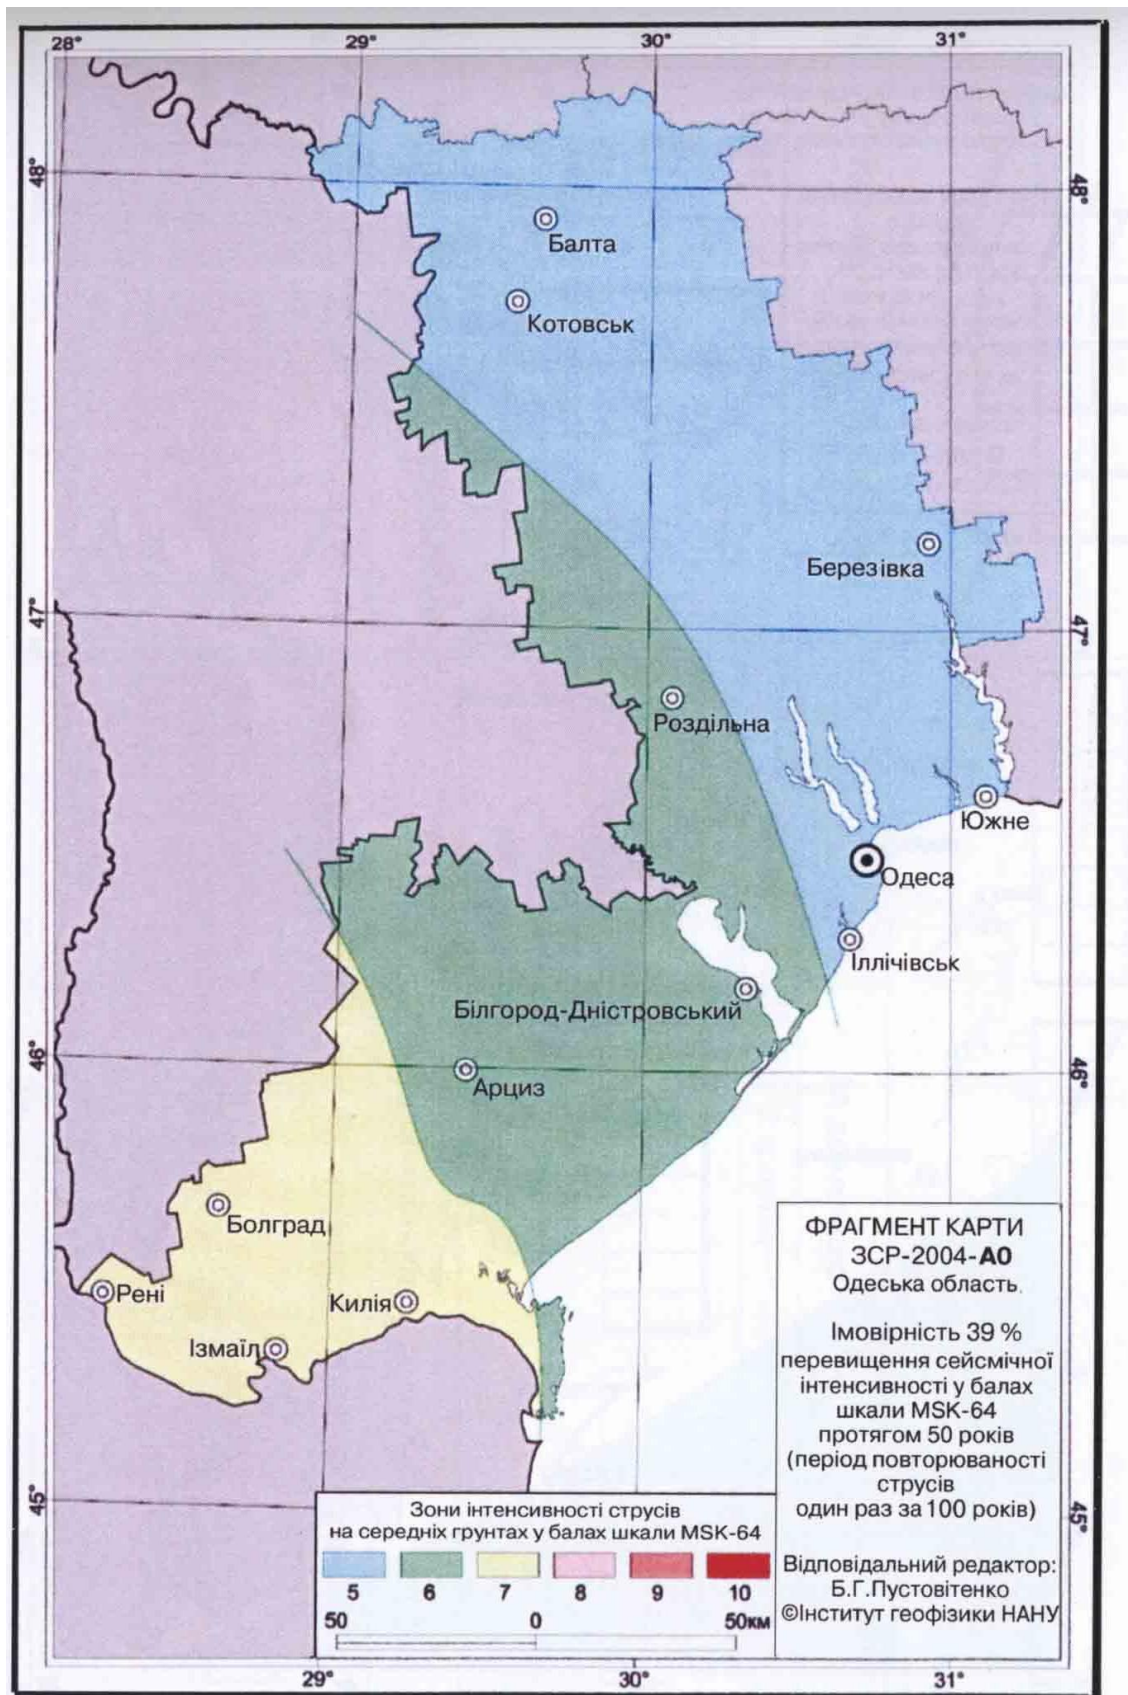 28° 29° 30° 31°
48° 48°
Балта
Котовськ
Березівка
47° 47°
Роздільна
Южне
Одеса
Іллічівськ
Білгород-Дністровський
46° 46°
Арциз
Болград
Рені
Килія
Ізмаїл
ФРАГМЕНТ КАРТИ
ЗСР-2004-А0
Одеська область.
Імовірність 39 %
перевищення сейсмічної
інтенсивності у балах
шкали MSK-64
протягом 50 років
(період повторюваності
струсів
один раз за 100 років)
Відповідальний редактор:
Б.Г.Пустовітенко
©Інститут геофізики НАНУ
45° 45°
Зони інтенсивності струсів
на середніх грунтах у балах шкали MSK-64
5 6 7 8 9 10
50 0 50км
29° 30° 31°